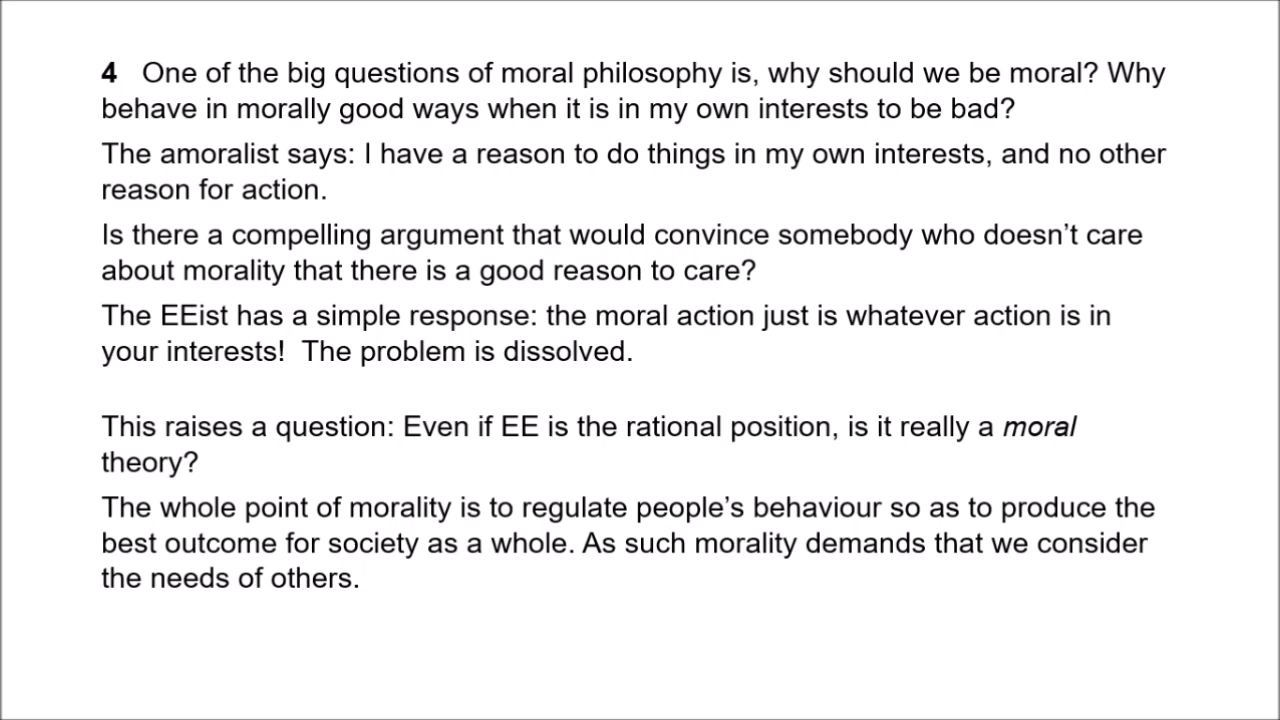 4 One of the big questions of moral philosophy is, why should we be moral? Why
behave in morally good ways when it is in my own interests to be bad?
The amoralist says: I have a reason to do things in my own interests, and no other
reason for action.
Is there a compelling argument that would convince somebody who doesn’t care
about morality that there is a good reason to care?
The EEist has a simple response: the moral action just is whatever action is in
your interests! The problem is dissolved.
This raises a question: Even if EE is the rational position, is it really a moral
theory?
The whole point of morality is to regulate people’s behaviour so as to produce the
best outcome for society as a whole. As such morality demands that we consider
the needs of others.